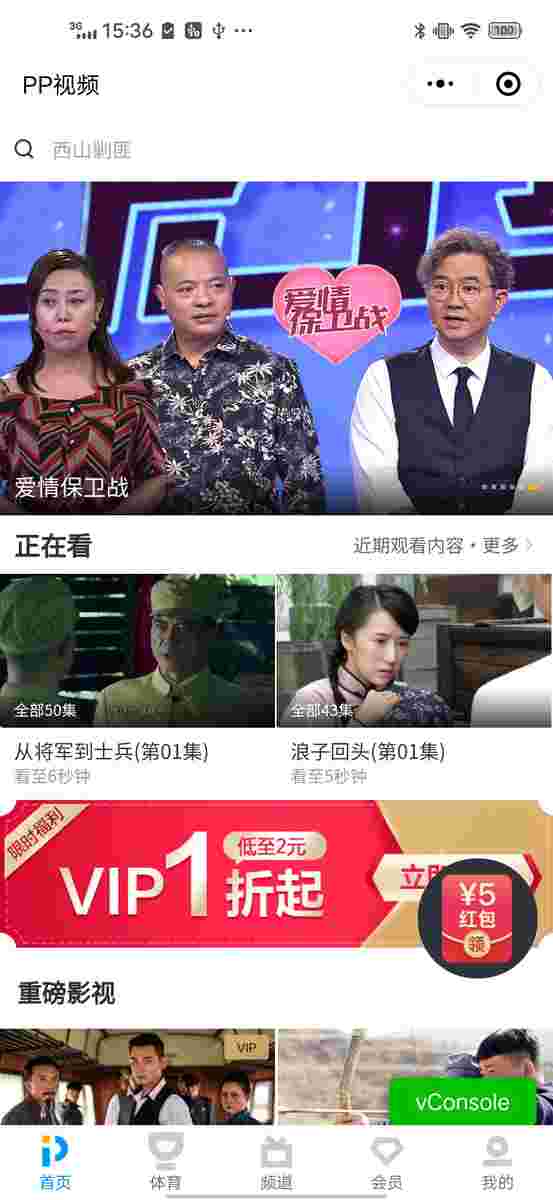 3G 15:36 100
PP视频
西山剿匪
爱情
保卫战
爱情保卫战
正在看
近期观看内容・更多
全部50集
全部43集
从将军到士兵(第01集)
浪子回头(第01集)
看至6秒钟
看至5秒钟
限时福利
VIP1折起
低至2元
¥5
红包
领
重磅影视
VIP
vConsole
首页
体育
频道
会员
我的